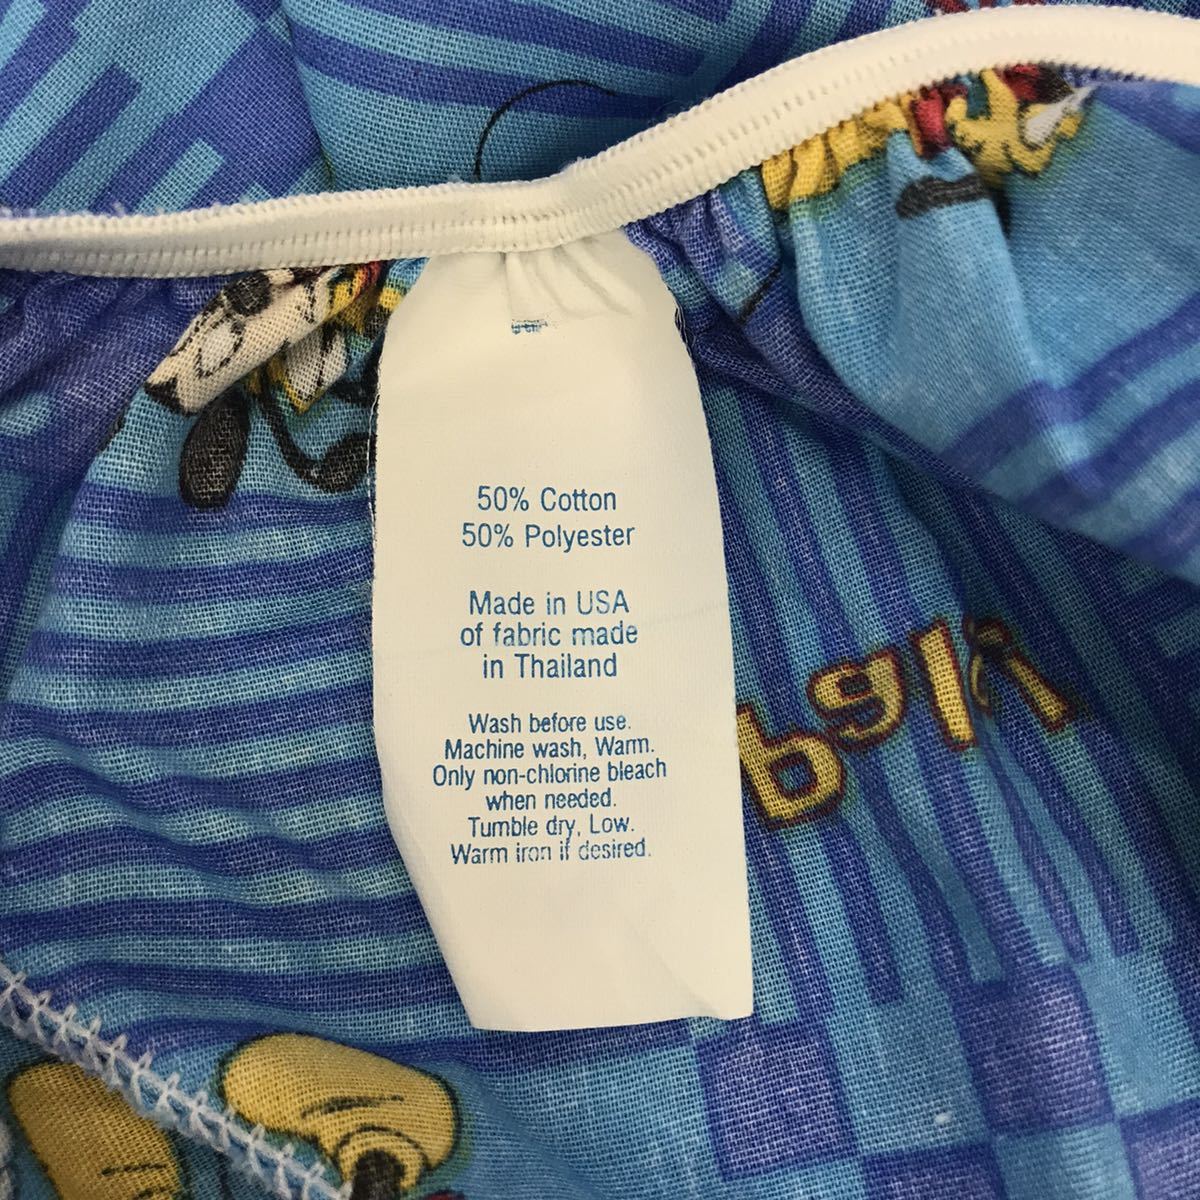 50% Cotton
50% Polyester
Made in USA
of fabric made
in Thailand
Wash before use.
Machine wash, Warm.
Only non-chlorine bleach
when needed.
Tumble dry, Low.
Warm iron if desired.